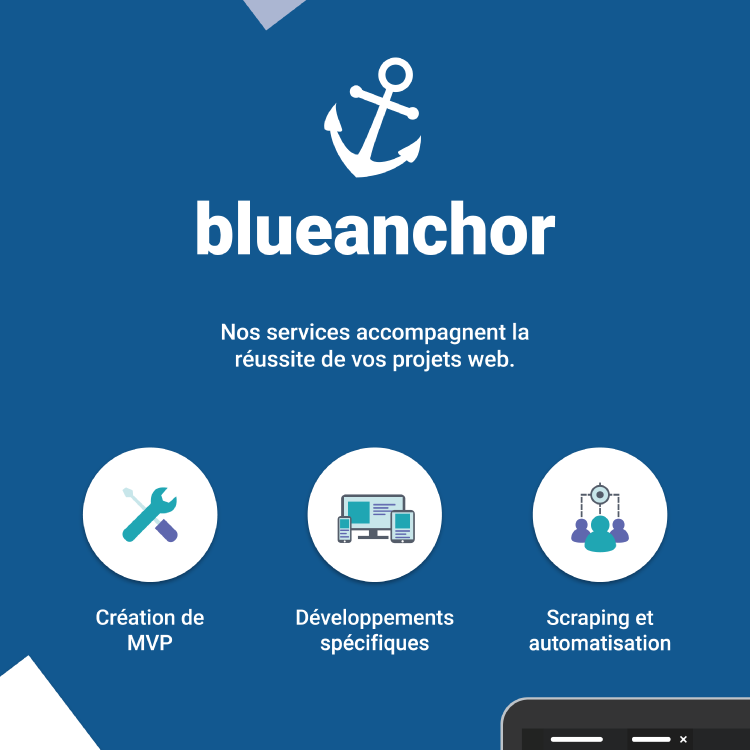 blueanchor
Nos services accompagnent la
réussite de vos projets web.
Création de
MVP
Développements
spécifiques
Scraping et
automatisation